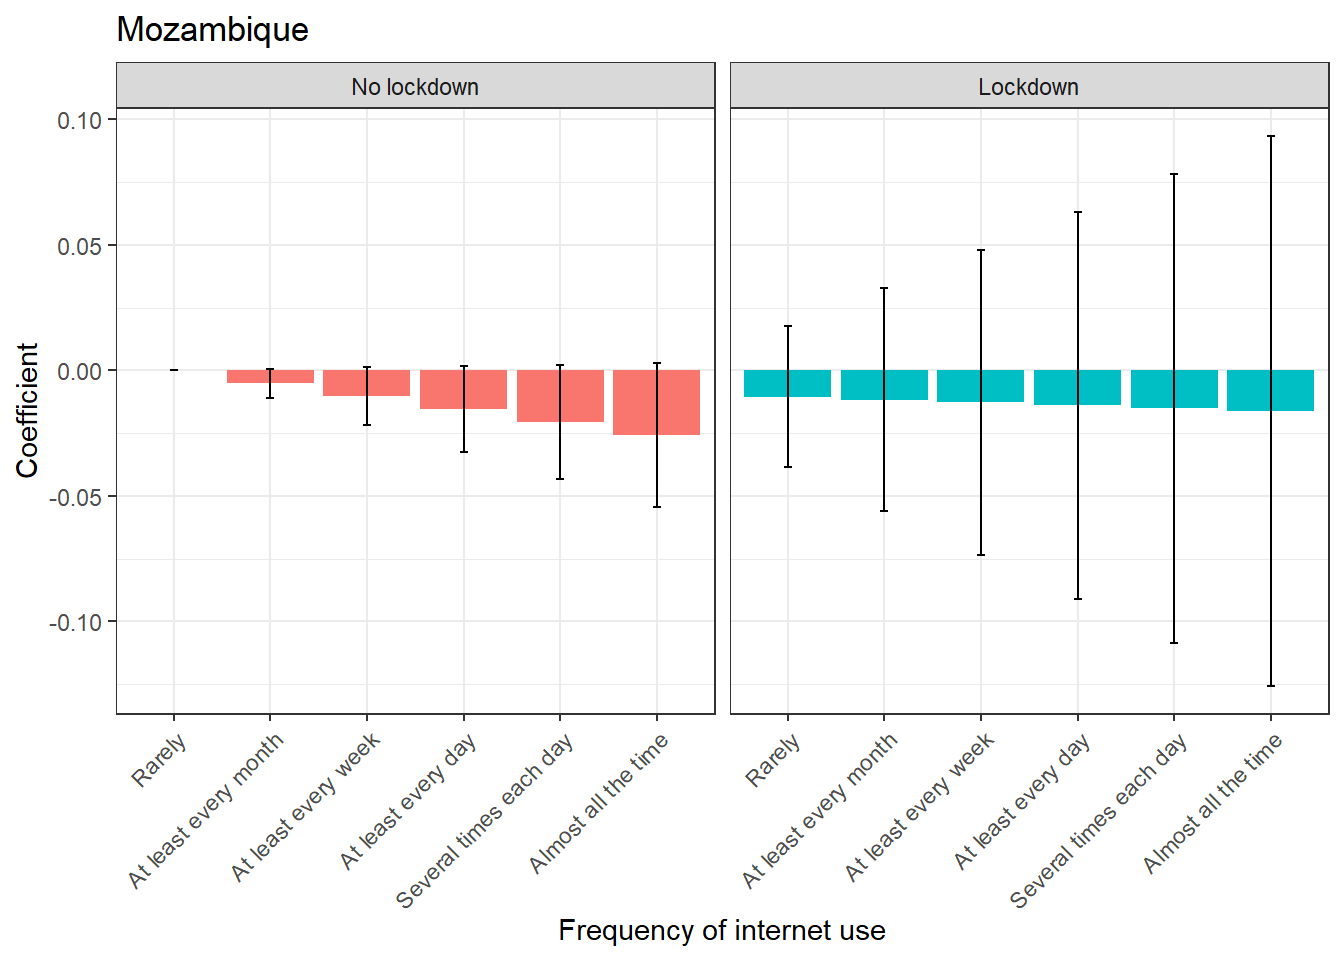 Mozambique
No lockdown
Lockdown
Coefficient
0.10
0.05
0.00
-0.05
-0.10
Rarely
At least every month
At least every week
At least every day
Several times each day
Almost all the time
Rarely
At least every month
At least every week
At least every day
Several times each day
Almost all the time
Frequency of internet use